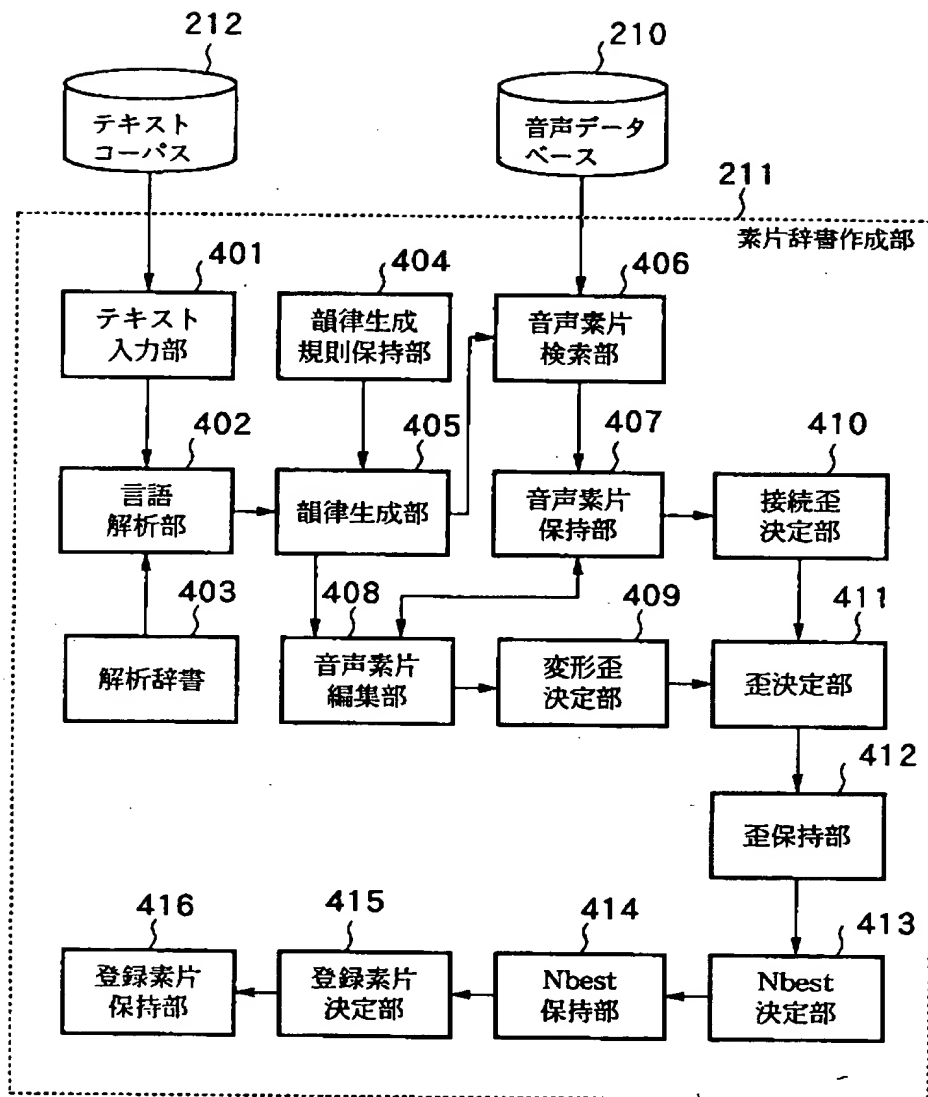 212
テキスト
コーパス
210
音声データ
ベース
211
素片辞書作成部
401
テキスト
入力部
404
韻律生成
規則保持部
406
音声素片
検索部
402
言語
解析部
405
韻律生成部
407
音声素片
保持部
410
接続歪
決定部
403
解析辞書
408
音声素片
編集部
409
変形歪
決定部
411
歪決定部
412
歪保持部
416
登録素片
保持部
415
登録素片
決定部
414
Nbest
保持部
413
Nbest
決定部